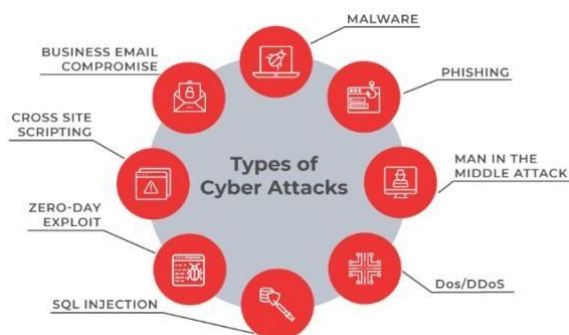 MALWARE
BUSINESS EMAIL
COMPROMISE
PHISHING
CROSS SITE
SCRIPTING
Types of
Cyber Attacks
MAN IN THE
MIDDLE ATTACK
ZERO-DAY
EXPLOIT
Dos/DDoS
SQL INJECTION